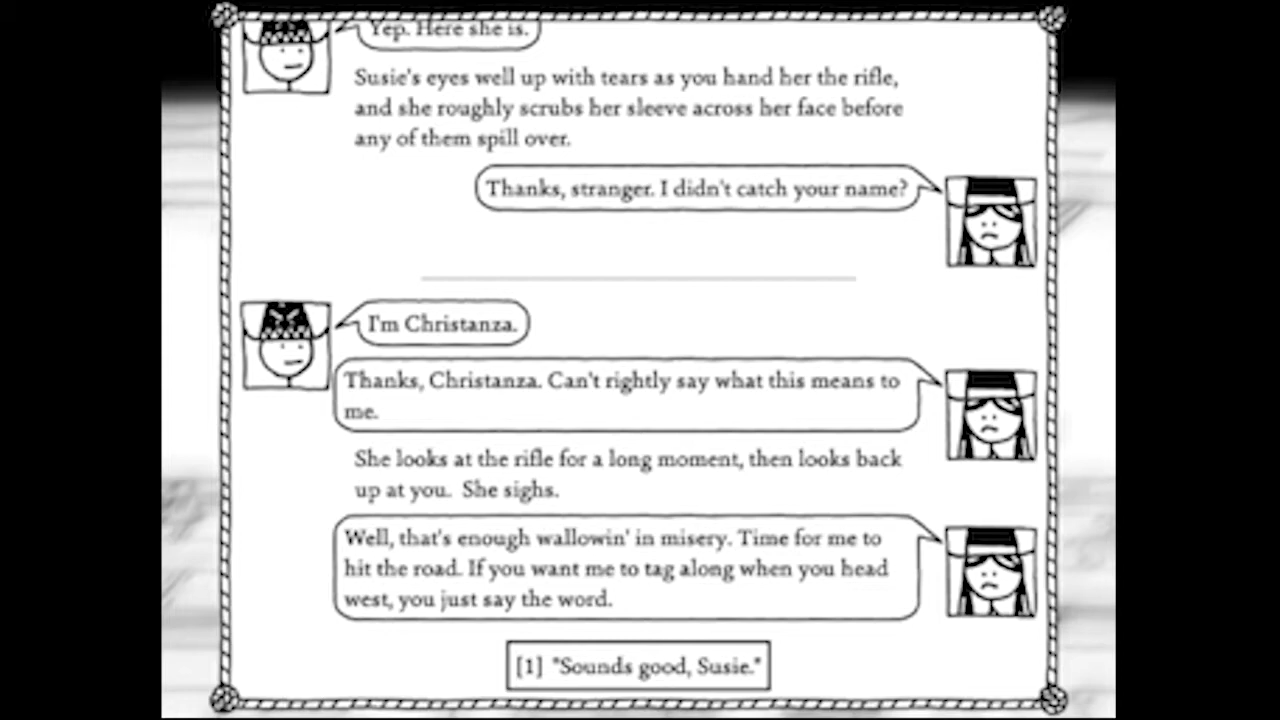 Yep. Here she is.
Susie's eyes well up with tears as you hand her the rifle,
and she roughly scrubs her sleeve across her face before
any of them spill over.
Thanks, stranger. I didn't catch your name?
I'm Christanza.
Thanks, Christanza. Can't rightly say what this means to
me.
She looks at the rifle for a long moment, then looks back
up at you. She sighs.
Well, that's enough wallowin' in misery. Time for me to
hit the road. If you want me to tag along when you head
west, you just say the word.
[1] "Sounds good, Susie."